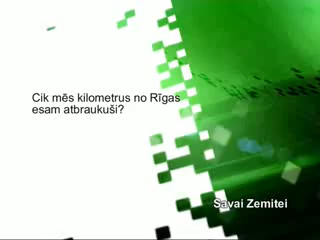 Cik mēs kilometrus no Rīgas
esam atbraukuši?
Savai Zemitei